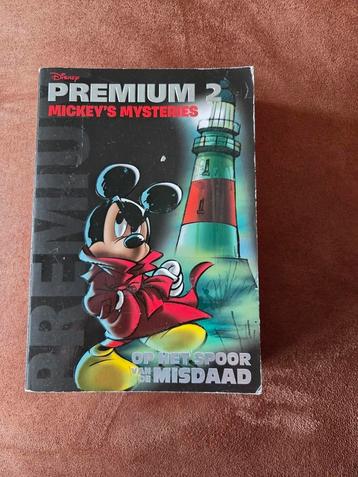 Disney
PREMIUM 2
MICKEY'S MYSTERIES
PREMIUM
OP HET SPOOR
VAN DE MISDAAD